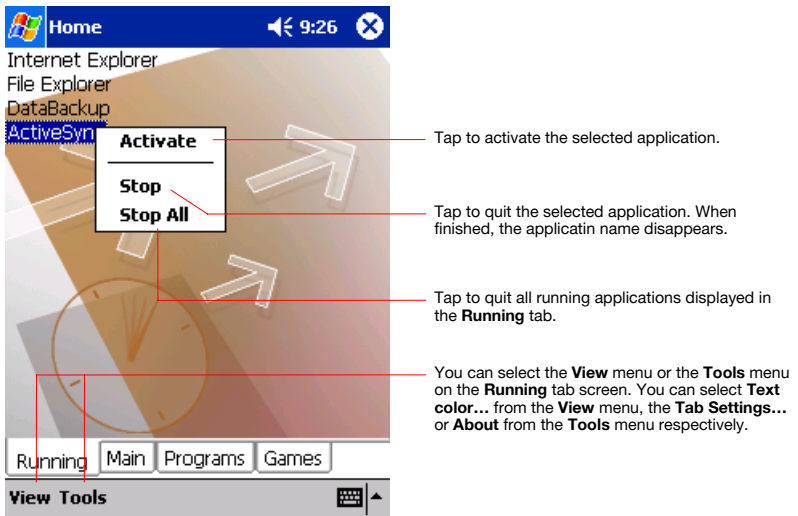 Home 9:26
Internet Explorer
File Explorer
DataBackup
ActiveSyn
Activate
Stop
Stop All
Tap to activate the selected application.
Tap to quit the selected application. When
finished, the applicatin name disappears.
Tap to quit all running applications displayed in
the Running tab.
You can select the View menu or the Tools menu
on the Running tab screen. You can select Text
color… from the View menu, the Tab Settings…
or About from the Tools menu respectively.
Running Main Programs Games
View Tools